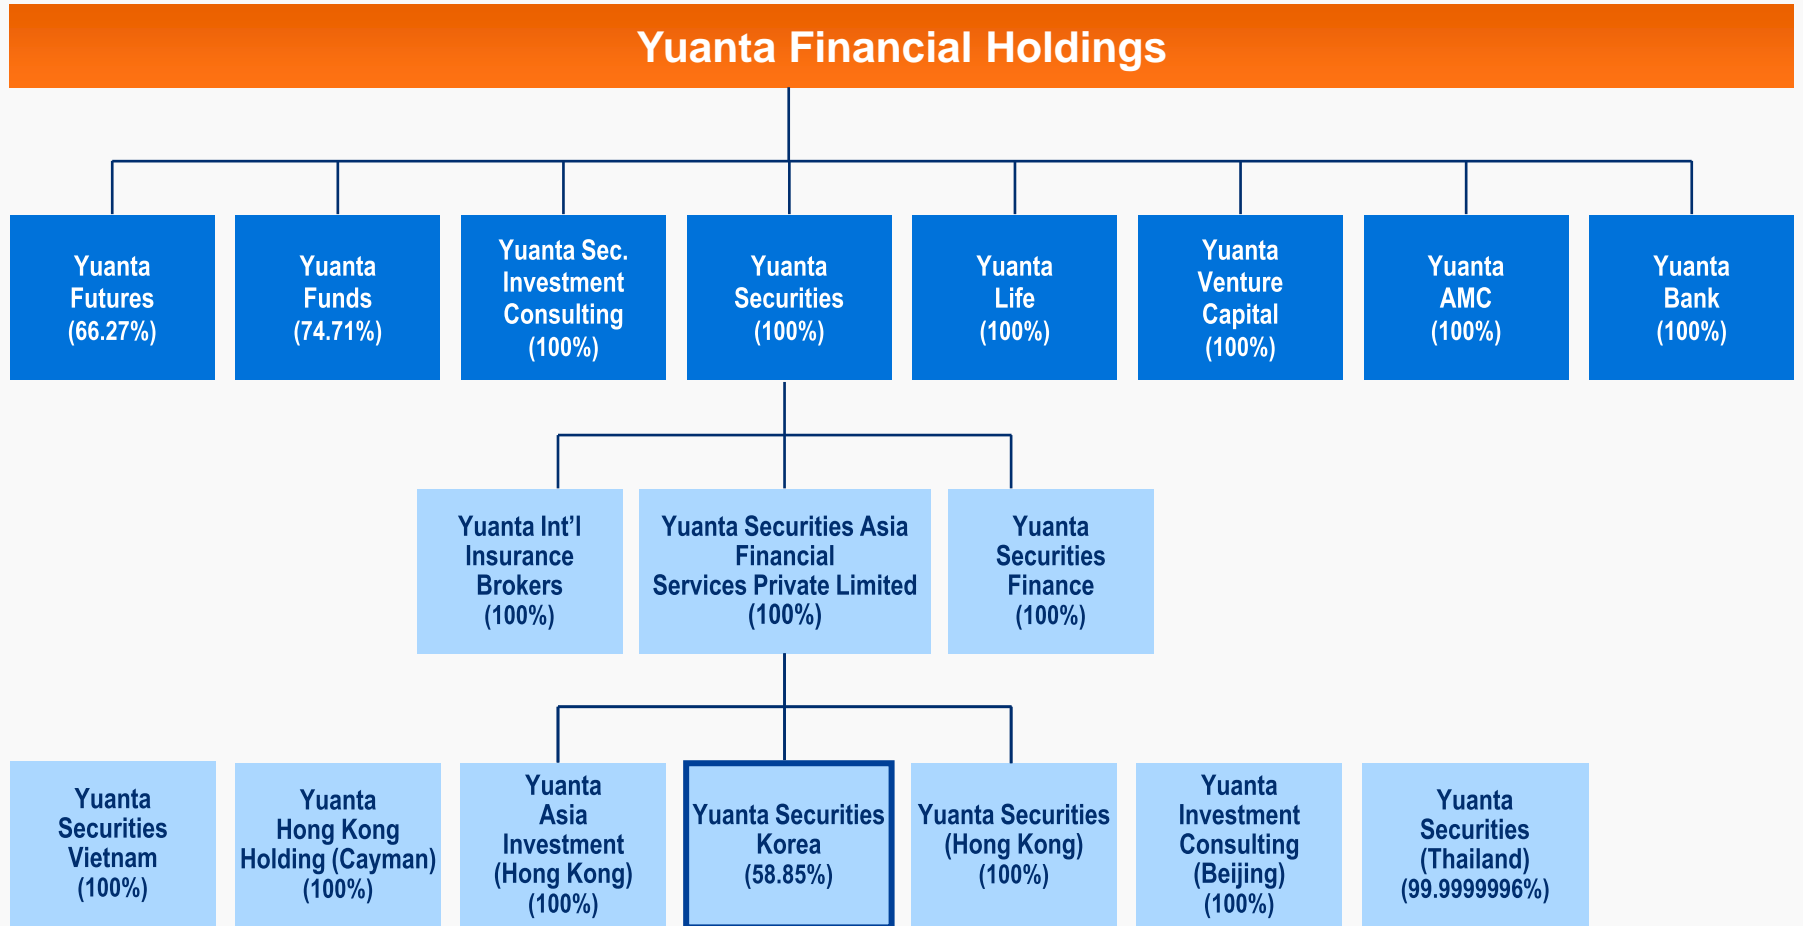 Yuanta Financial Holdings
Yuanta
Futures
(66.27%)
Yuanta
Funds
(74.71%)
Yuanta Sec.
Investment
Consulting
(100%)
Yuanta
Securities
(100%)
Yuanta
Life
(100%)
Yuanta
Venture
Capital
(100%)
Yuanta
AMC
(100%)
Yuanta
Bank
(100%)
Yuanta Int’l
Insurance
Brokers
(100%)
Yuanta Securities Asia
Financial
Services Private Limited
(100%)
Yuanta
Securities
Finance
(100%)
Yuanta
Securities
Vietnam
(100%)
Yuanta
Hong Kong
Holding (Cayman)
(100%)
Yuanta
Asia
Investment
(Hong Kong)
(100%)
Yuanta Securities
Korea
(58.85%)
Yuanta Securities
(Hong Kong)
(100%)
Yuanta
Investment
Consulting
(Beijing)
(100%)
Yuanta
Securities
(Thailand)
(99.9999996%)